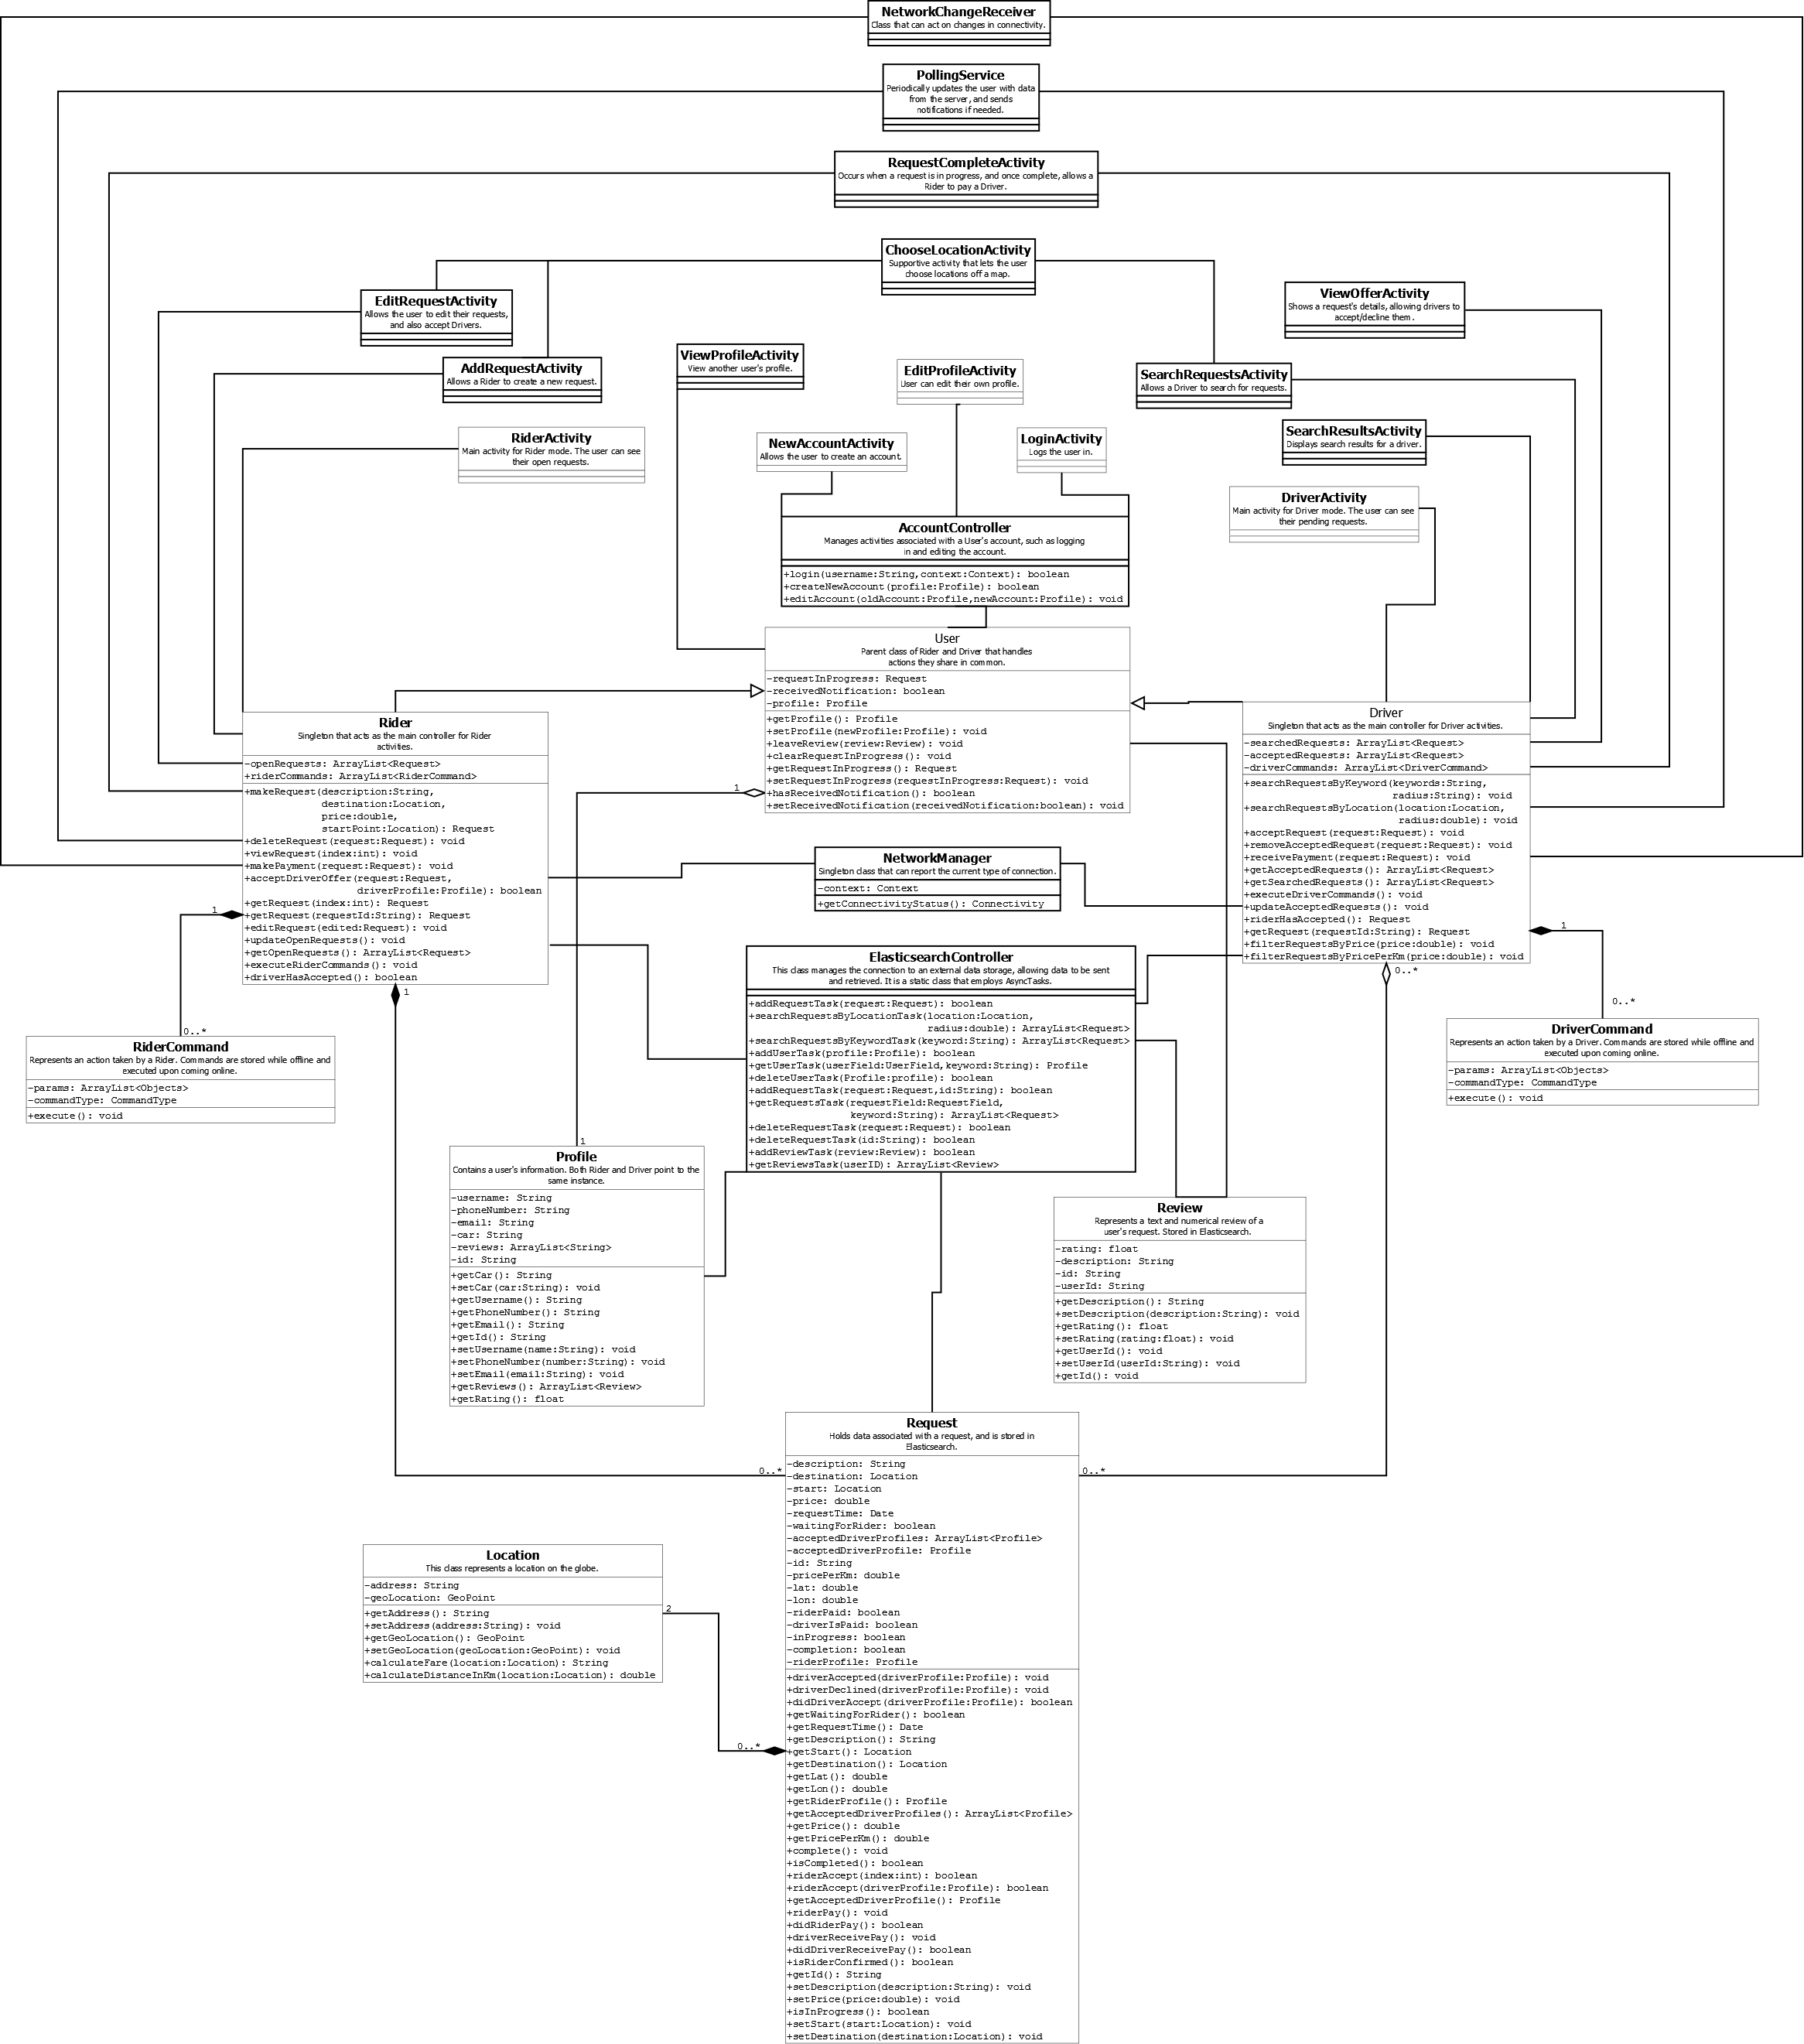 NetworkChangeReceiver
Class that can act on changes in connectivity.
PollingService
Periodically updates the user with data
from the server, and sends
notifications if needed.
RequestCompleteActivity
Occurs when a request is in progress, and once complete, allows a
Rider to pay a Driver.
ChooseLocationActivity
Supportive activity that lets the user
choose locations off a map.
EditRequestActivity
Allows the user to edit their requests,
and also accept Drivers.
ViewOfferActivity
Shows a request's details, allowing drivers to
accept/decline them.
AddRequestActivity
Allows a Rider to create a new request.
ViewProfileActivity
View another user's profile.
EditProfileActivity
User can edit their own profile.
SearchRequestsActivity
Allows a Driver to search for requests.
RiderActivity
Main activity for Rider mode. The user can see
their open requests.
NewAccountActivity
Allows the user to create an account.
LoginActivity
Logs the user in.
SearchResultsActivity
Displays search results for a driver.
DriverActivity
Main activity for Driver mode. The user can see
their pending requests.
AccountController
Manages activities associated with a User's account, such as logging
in and editing the account.
+login(username:String,context:Context): boolean
+createNewAccount(profile:Profile): boolean
+editAccount(oldAccount:Profile,newAccount:Profile): void
User
Parent class of Rider and Driver that handles
actions they share in common.
-requestInProgress: Request
-receivedNotification: boolean
-profile: Profile
+getProfile(): Profile
+setProfile(newProfile:Profile): void
+leaveReview(review:Review): void
+clearRequestInProgress(): void
+getRequestInProgress(): Request
+setRequestInProgress(requestInProgress:Request): void
+hasReceivedNotification(): boolean
+setReceivedNotification(receivedNotification:boolean): void
1
Rider
Singleton that acts as the main controller for Rider
activities.
-openRequests: ArrayList<Request>
+riderCommands: ArrayList<RiderCommand>
+makeRequest(description:String,
destination:Location,
price:double,
startPoint:Location): Request
+deleteRequest(request:Request): void
+viewRequest(index:int): void
+makePayment(request:Request): void
+acceptDriverOffer(request:Request,
driverProfile:Profile): boolean
+getRequest(index:int): Request
+getRequest(requestId:String): Request
+editRequest(edited:Request): void
+updateOpenRequests(): void
+getOpenRequests(): ArrayList<Request>
+executeRiderCommands(): void
+driverHasAccepted(): boolean
1
1
Driver
Singleton that acts as the main controller for Driver activities.
-searchedRequests: ArrayList<Request>
-acceptedRequests: ArrayList<Request>
-driverCommands: ArrayList<DriverCommand>
+searchRequestsByKeyword(keywords:String,
radius:String): void
+searchRequestsByLocation(location:Location,
radius:double): void
+acceptRequest(request:Request): void
+removeAcceptedRequest(request:Request): void
+receivePayment(request:Request): void
+getAcceptedRequests(): ArrayList<Request>
+getSearchedRequests(): ArrayList<Request>
+executeDriverCommands(): void
+updateAcceptedRequests(): void
+riderHasAccepted(): Request
+getRequest(requestId:String): Request
+filterRequestsByPrice(price:double): void
+filterRequestsByPricePerKm(price:double): void
1
0..*
NetworkManager
Singleton class that can report the current type of connection.
-context: Context
+getConnectivityStatus(): Connectivity
ElasticsearchController
This class manages the connection to an external data storage, allowing data to be sent
and retrieved. It is a static class that employs AsyncTasks.
+addRequestTask(request:Request): boolean
+searchRequestsByLocationTask(location:Location,
radius:double): ArrayList<Request>
+searchRequestsByKeywordTask(keyword:String): ArrayList<Request>
+addUserTask(profile:Profile): boolean
+getUserTask(userField:UserField,keyword:String): Profile
+deleteUserTask(Profile:profile): boolean
+addRequestTask(request:Request,id:String): boolean
+getRequestsTask(requestField:RequestField,
keyword:String): ArrayList<Request>
+deleteRequestTask(request:Request): boolean
+deleteRequestTask(id:String): boolean
+addReviewTask(review:Review): boolean
+getReviewsTask(userID): ArrayList<Review>
0..*
RiderCommand
Represents an action taken by a Rider. Commands are stored while offline and
executed upon coming online.
-params: ArrayList<Objects>
-commandType: CommandType
+execute(): void
0..*
DriverCommand
Represents an action taken by a Driver. Commands are stored while offline and
executed upon coming online.
-params: ArrayList<Objects>
-commandType: CommandType
+execute(): void
1
Profile
Contains a user's information. Both Rider and Driver point to the
same instance.
-username: String
-phoneNumber: String
-email: String
-car: String
-reviews: ArrayList<String>
-id: String
+getCar(): String
+setCar(car:String): void
+getUsername(): String
+getPhoneNumber(): String
+getEmail(): String
+getId(): String
+setUsername(name:String): void
+setPhoneNumber(number:String): void
+setEmail(email:String): void
+getReviews(): ArrayList<Review>
+getRating(): float
Review
Represents a text and numerical review of a
user's request. Stored in Elasticsearch.
-rating: float
-description: String
-id: String
-userId: String
+getDescription(): String
+setDescription(description:String): void
+getRating(): float
+setRating(rating:float): void
+getUserId(): void
+setUserId(userId:String): void
+getId(): void
0..*
0..*
Request
Holds data associated with a request, and is stored in
Elasticsearch.
-description: String
-destination: Location
-start: Location
-price: double
-requestTime: Date
-waitingForRider: boolean
-acceptedDriverProfiles: ArrayList<Profile>
-acceptedDriverProfile: Profile
-id: String
-pricePerKm: double
-lat: double
-lon: double
-riderPaid: boolean
-driverIsPaid: boolean
-inProgress: boolean
-completion: boolean
-riderProfile: Profile
+driverAccepted(driverProfile:Profile): void
+driverDeclined(driverProfile:Profile): void
+didDriverAccept(driverProfile:Profile): boolean
+getWaitingForRider(): boolean
+getRequestTime(): Date
+getDescription(): String
+getStart(): Location
+getDestination(): Location
+getLat(): double
+getLon(): double
+getRiderProfile(): Profile
+getAcceptedDriverProfiles(): ArrayList<Profile>
+getPrice(): double
+getPricePerKm(): double
+complete(): void
+isCompleted(): boolean
+riderAccept(index:int): boolean
+riderAccept(driverProfile:Profile): boolean
+getAcceptedDriverProfile(): Profile
+riderPay(): void
+didRiderPay(): boolean
+driverReceivePay(): void
+didDriverReceivePay(): boolean
+isRiderConfirmed(): boolean
+getId(): String
+setDescription(description:String): void
+setPrice(price:double): void
+isInProgress(): boolean
+setStart(start:Location): void
+setDestination(destination:Location): void
Location
This class represents a location on the globe.
-address: String
-geoLocation: GeoPoint
+getAddress(): String
+setAddress(address:String): void
+getGeoLocation(): GeoPoint
+setGeoLocation(geoLocation:GeoPoint): void
+calculateFare(location:Location): String
+calculateDistanceInKm(location:Location): double
2
0..*